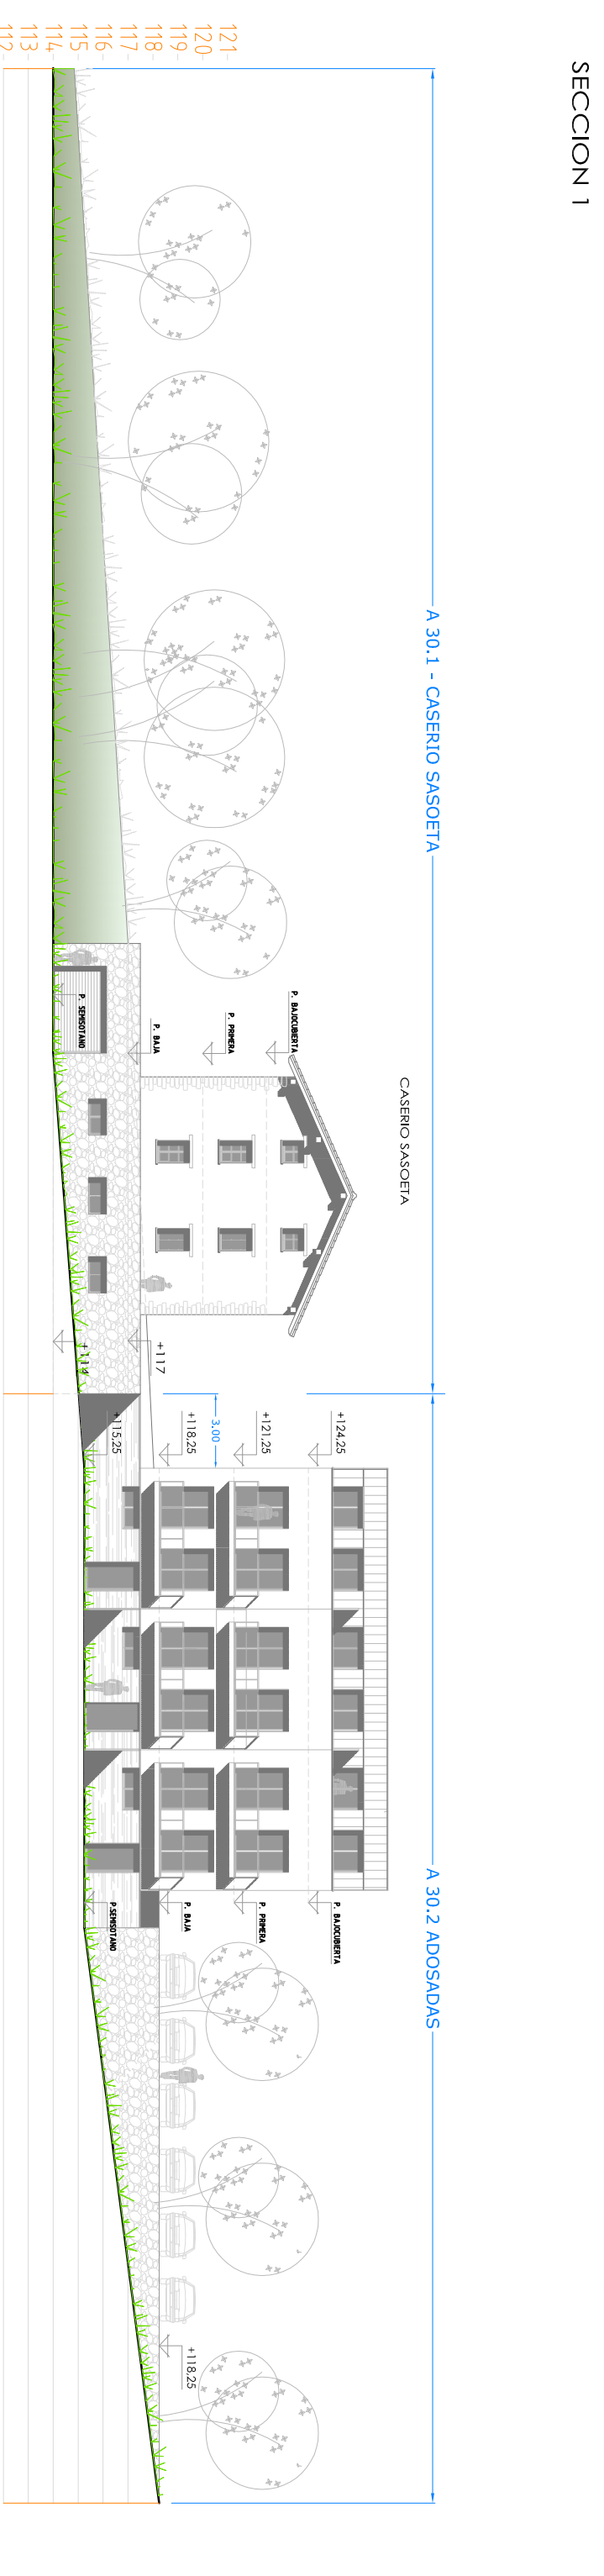 SECCION 1
A 30.1 - CASERIO SASOETA
A 30.2 ADOSADAS
CASERIO SASOETA
P. BAJOCUBIERTA
P. PRIMERA
P. BAJA
P. SEMISOTANO
+117
+114
3.00
+124,25
+121,25
+118,25
+115,25
P. BAJOCUBIERTA
P. PRIMERA
P. BAJA
P.SEMISOTANO
+118,25
121
120
119
118
117
116
115
114
113
112